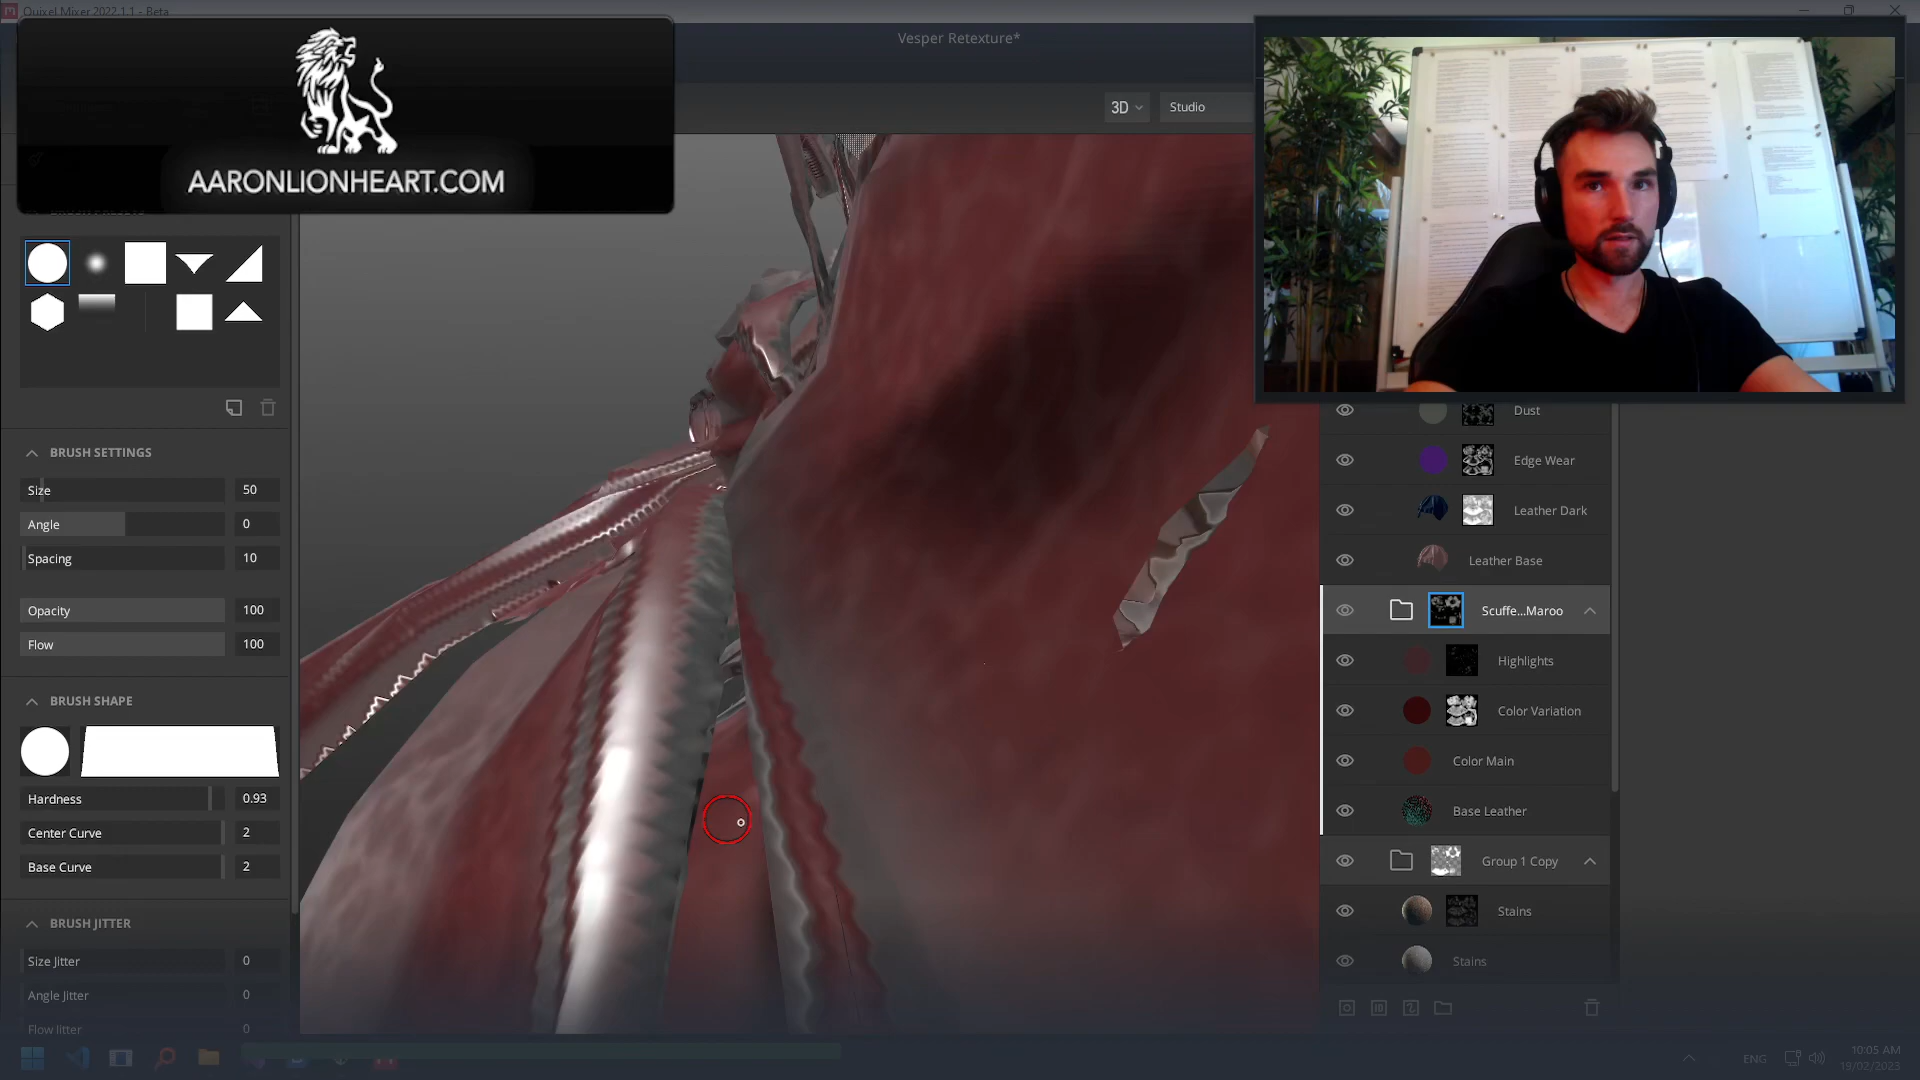 Quixel Mixer 2022.1.1 - Beta
Vesper Retexture*
AARONLIONHEART.COM
3D
Studio
BRUSH SETTINGS
Size 50
Angle 0
Spacing 10
Opacity 100
Flow 100
BRUSH SHAPE
Hardness 0.93
Center Curve 2
Base Curve 2
BRUSH JITTER
Size Jitter 0
Angle Jitter 0
Flow Jitter 0
Dust
Edge Wear
Leather Dark
Leather Base
Scuffe...Maroo
Highlights
Color Variation
Color Main
Base Leather
Group 1 Copy
Stains
Stains
ENG
10:05 AM
19/02/2023